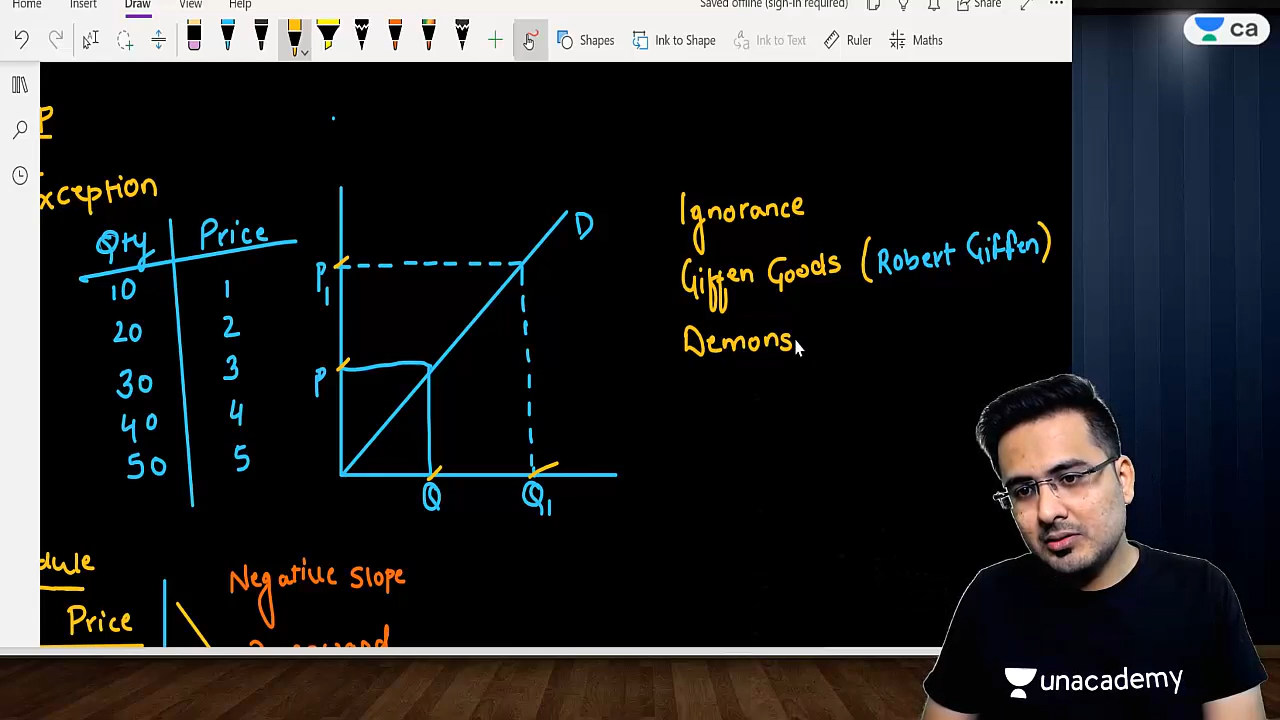 Home Insert Draw View Help
Saved offline (sign-in required)
Share
Shapes
Ink to Shape
Ink to Text
Ruler
Maths
ca
P
xception
Qty Price
10 1
20 2
30 3
40 4
50 5
D
P1
P
Q Q1
Ignorance
Giffen Goods (Robert Giffen)
Demons
dule
Price
Negative Slope
unacademy